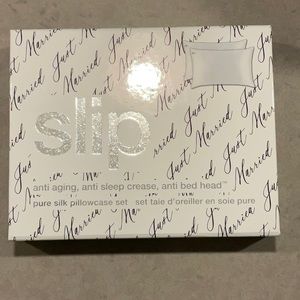 Just Married
slip
anti aging, anti sleep crease, anti bed head™
pure silk pillowcase set set taie d'oreiller en soie pure